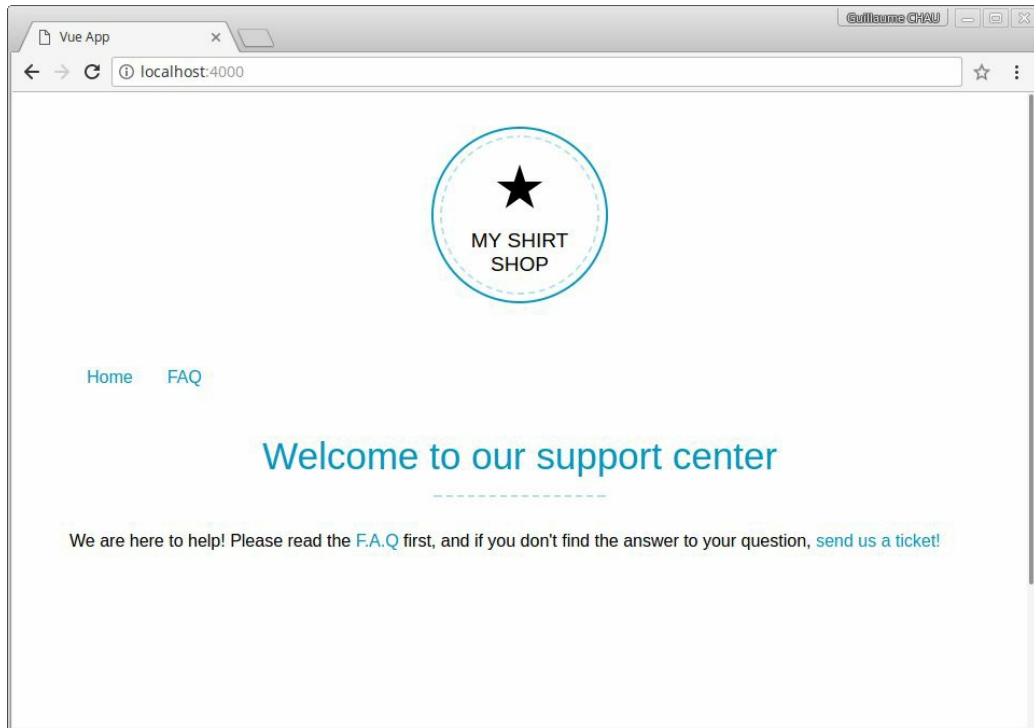 Guillaume CHAU
Vue App
localhost:4000
MY SHIRT
SHOP
Home FAQ
Welcome to our support center
We are here to help! Please read the F.A.Q first, and if you don't find the answer to your question, send us a ticket!